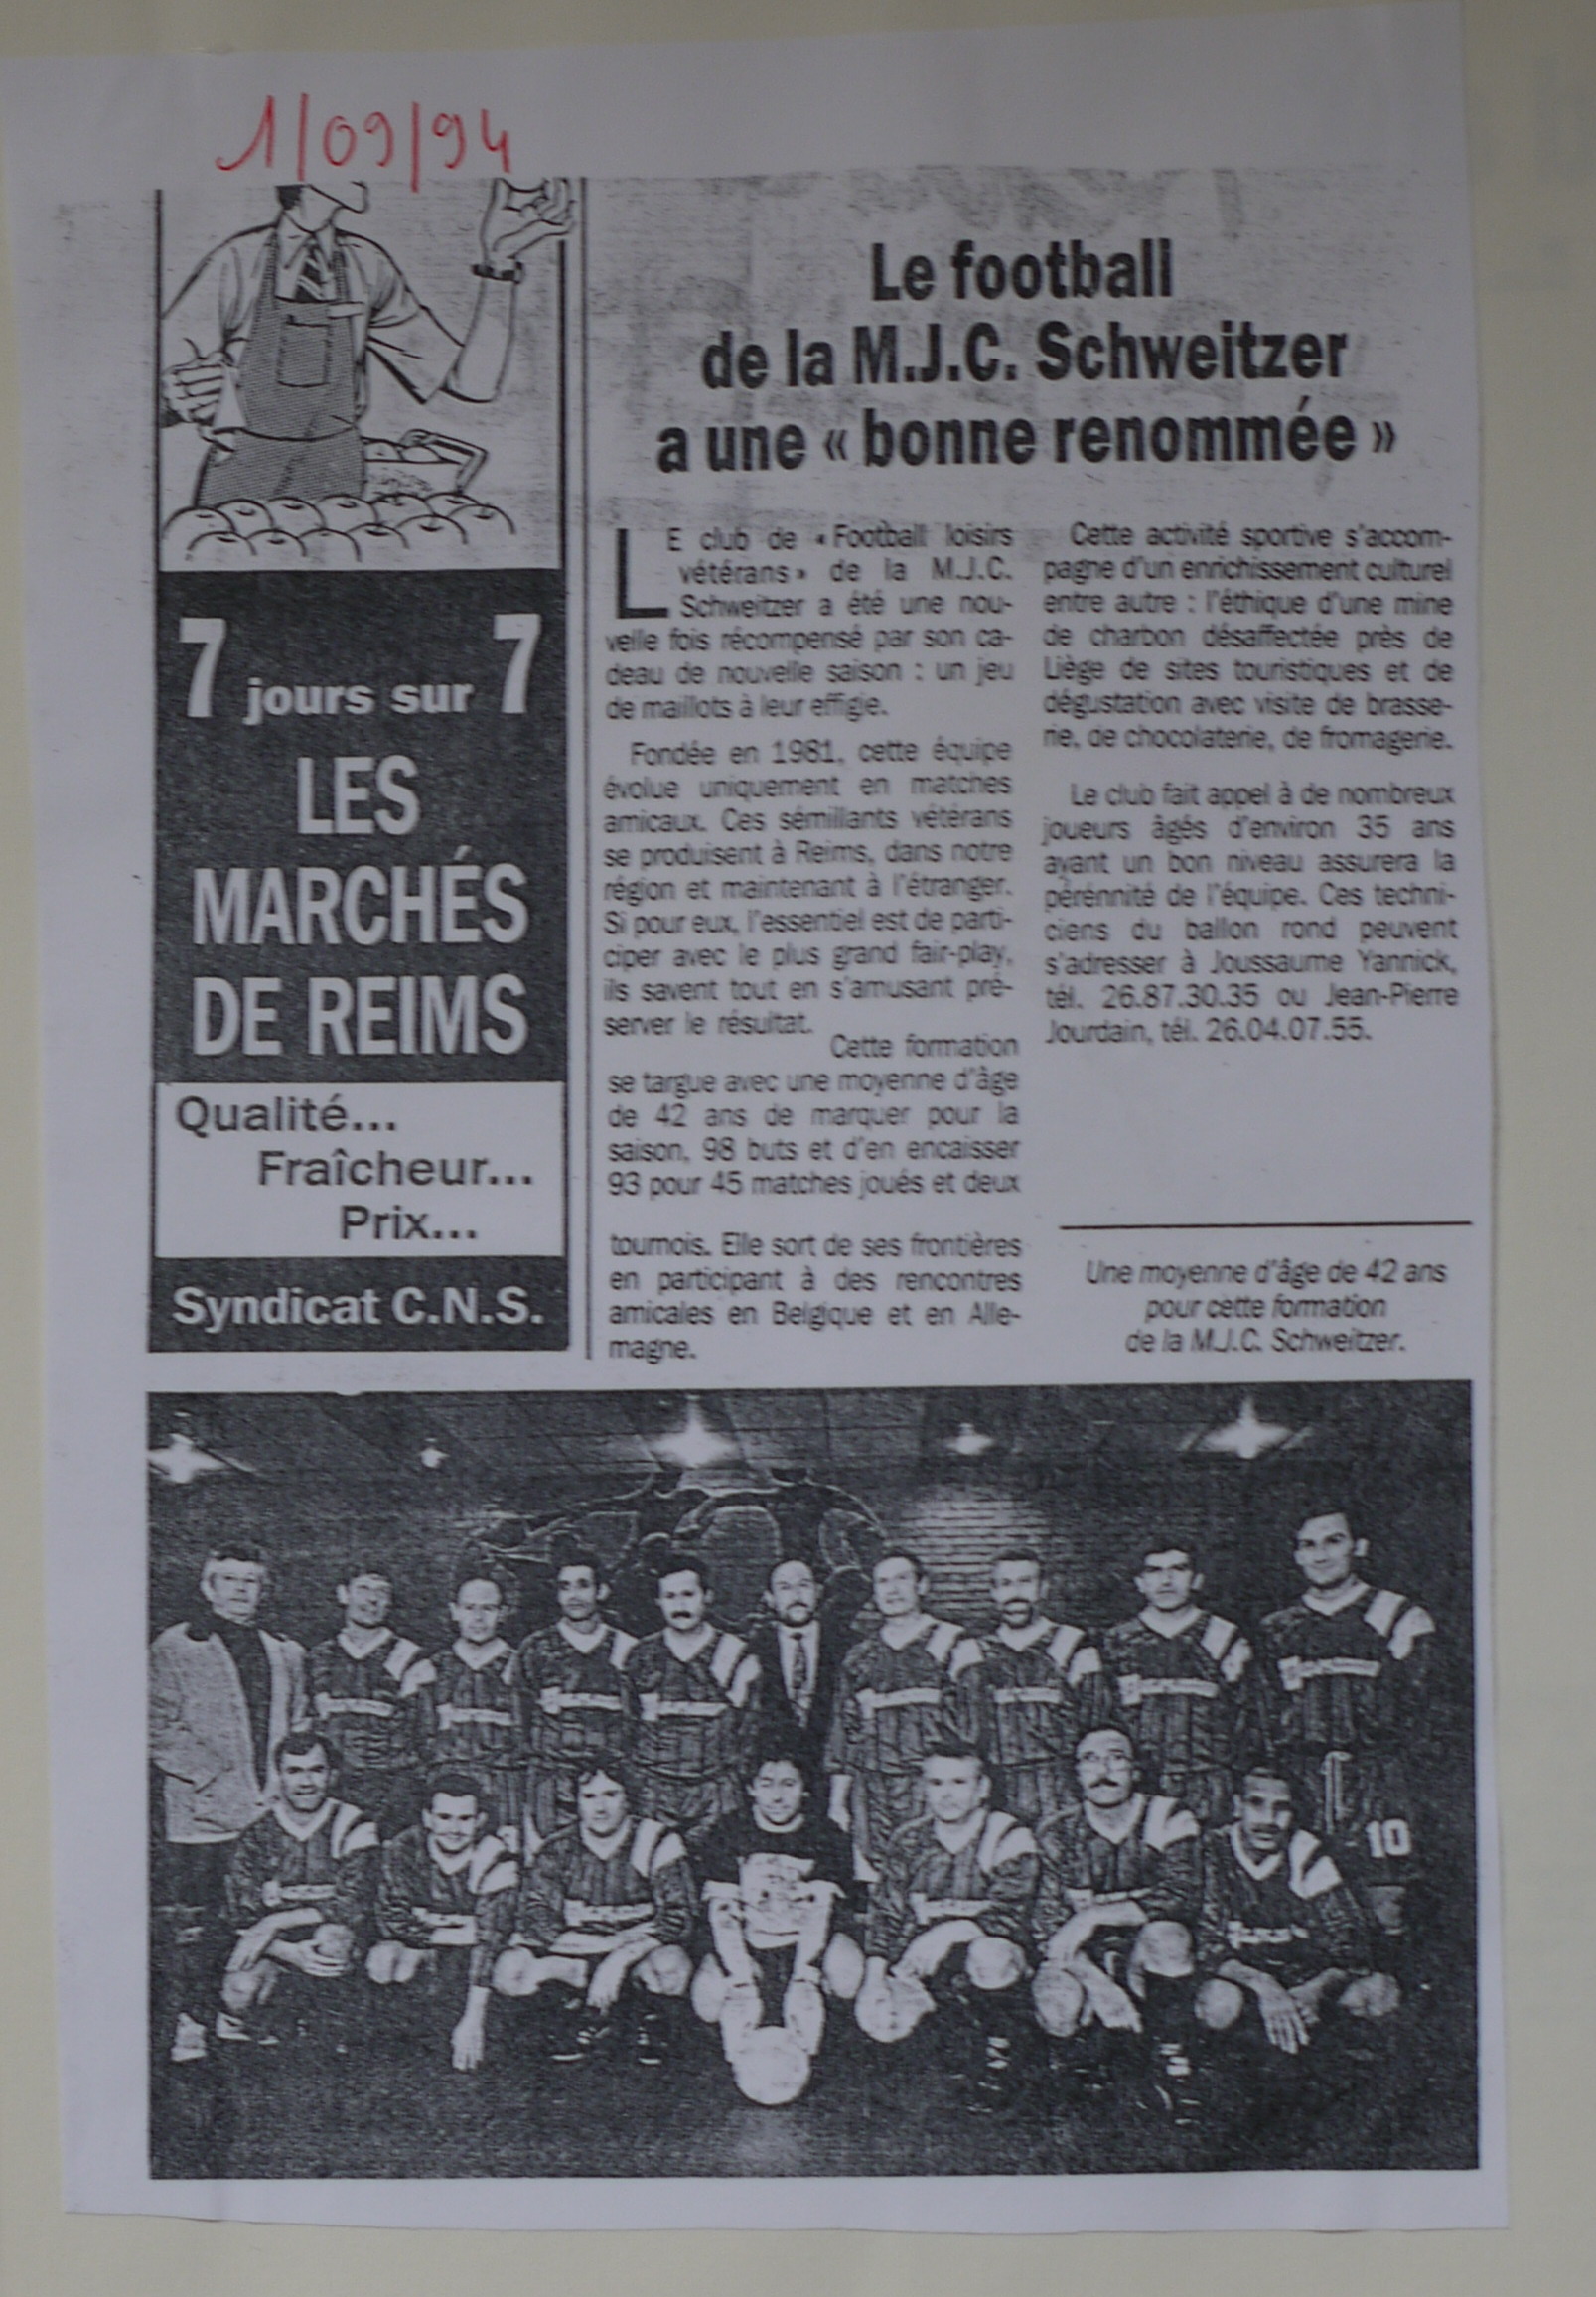 1/09/94
7 jours sur 7
LES
MARCHÉS
DE REIMS
Qualité...
Fraîcheur...
Prix...
Syndicat C.N.S.
Le football
de la M.J.C. Schweitzer
a une « bonne renommée »
LE club de « Football loisirs
vétérans » de la M.J.C.
Schweitzer a été une nou-
velle fois récompensé par son ca-
deau de nouvelle saison : un jeu
de maillots à leur effigie.
Fondée en 1981, cette équipe
évolue uniquement en matches
amicaux. Ces sémillants vétérans
se produisent à Reims, dans notre
région et maintenant à l'étranger.
Si pour eux, l'essentiel est de parti-
ciper avec le plus grand fair-play,
ils savent tout en s'amusant pré-
server le résultat.
Cette formation
se targue avec une moyenne d'âge
de 42 ans de marquer pour la
saison, 98 buts et d'en encaisser
93 pour 45 matches joués et deux
tournois. Elle sort de ses frontières
en participant à des rencontres
amicales en Belgique et en Alle-
magne.
Cette activité sportive s'accom-
pagne d'un enrichissement culturel
entre autre : l'éthique d'une mine
de charbon désaffectée près de
Liège de sites touristiques et de
dégustation avec visite de brasse-
rie, de chocolaterie, de fromagerie.
Le club fait appel à de nombreux
joueurs âgés d'environ 35 ans
ayant un bon niveau assurera la
pérénnité de l'équipe. Ces techni-
ciens du ballon rond peuvent
s'adresser à Joussaume Yannick,
tél. 26.87.30.35 ou Jean-Pierre
Jourdain, tél. 26.04.07.55.
Une moyenne d'âge de 42 ans
pour cette formation
de la M.J.C. Schweitzer.
10